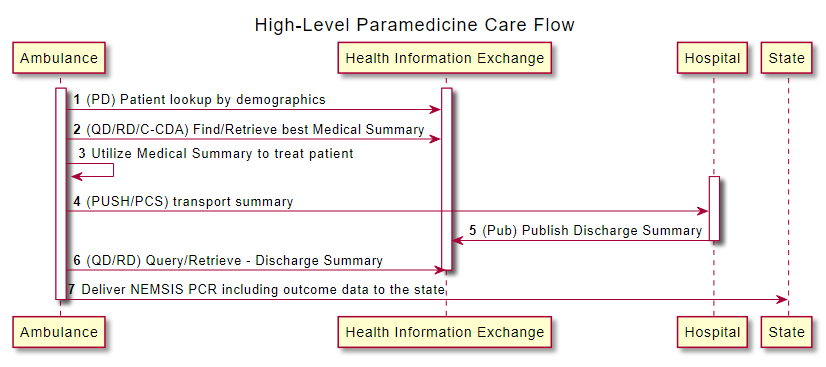 High-Level Paramedicine Care Flow
Ambulance Health Information Exchange Hospital State
1 (PD) Patient lookup by demographics
2 (QD/RD/C-CDA) Find/Retrieve best Medical Summary
3 Utilize Medical Summary to treat patient
4 (PUSH/PCS) transport summary
5 (Pub) Publish Discharge Summary
6 (QD/RD) Query/Retrieve - Discharge Summary
7 Deliver NEMSIS PCR including outcome data to the state
Ambulance Health Information Exchange Hospital State